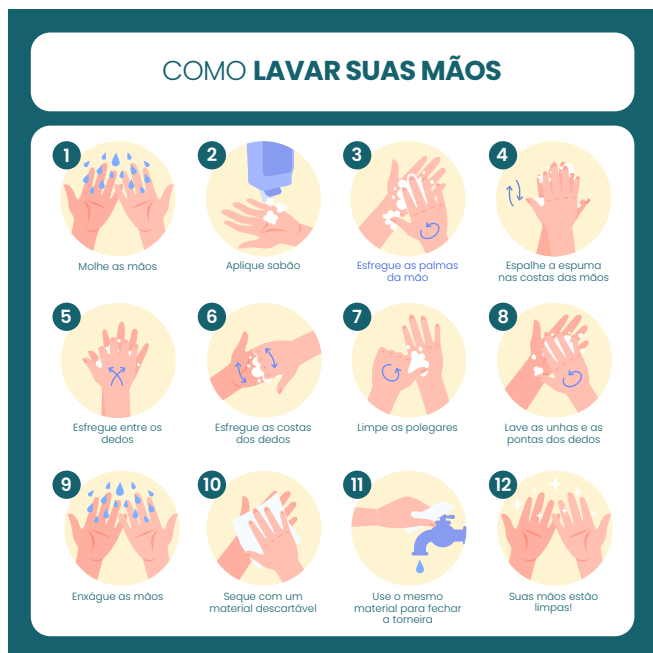 COMO LAVAR SUAS MÃOS
1
Molhe as mãos
2
Aplique sabão
3
Esfregue as palmas
da mão
4
Espalhe a espuma
nas costas das mãos
5
Esfregue entre os
dedos
6
Esfregue as costas
dos dedos
7
Limpe os polegares
8
Lave as unhas e as
pontas dos dedos
9
Enxágue as mãos
10
Seque com um
material descartável
11
Use o mesmo
material para fechar
a torneira
12
Suas mãos estão
limpas!